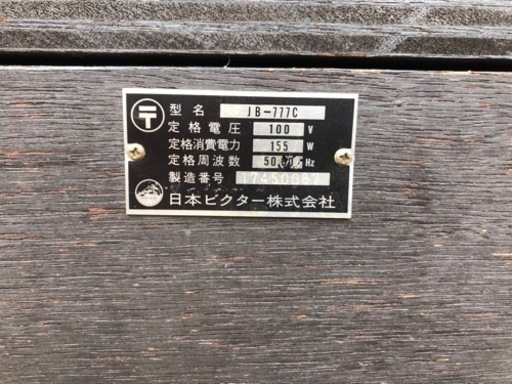 〒
型名 JB-777C
定格電圧 100 V
定格消費電力 155 W
定格周波数 50 Hz
製造番号 17450087
日本ビクター株式会社